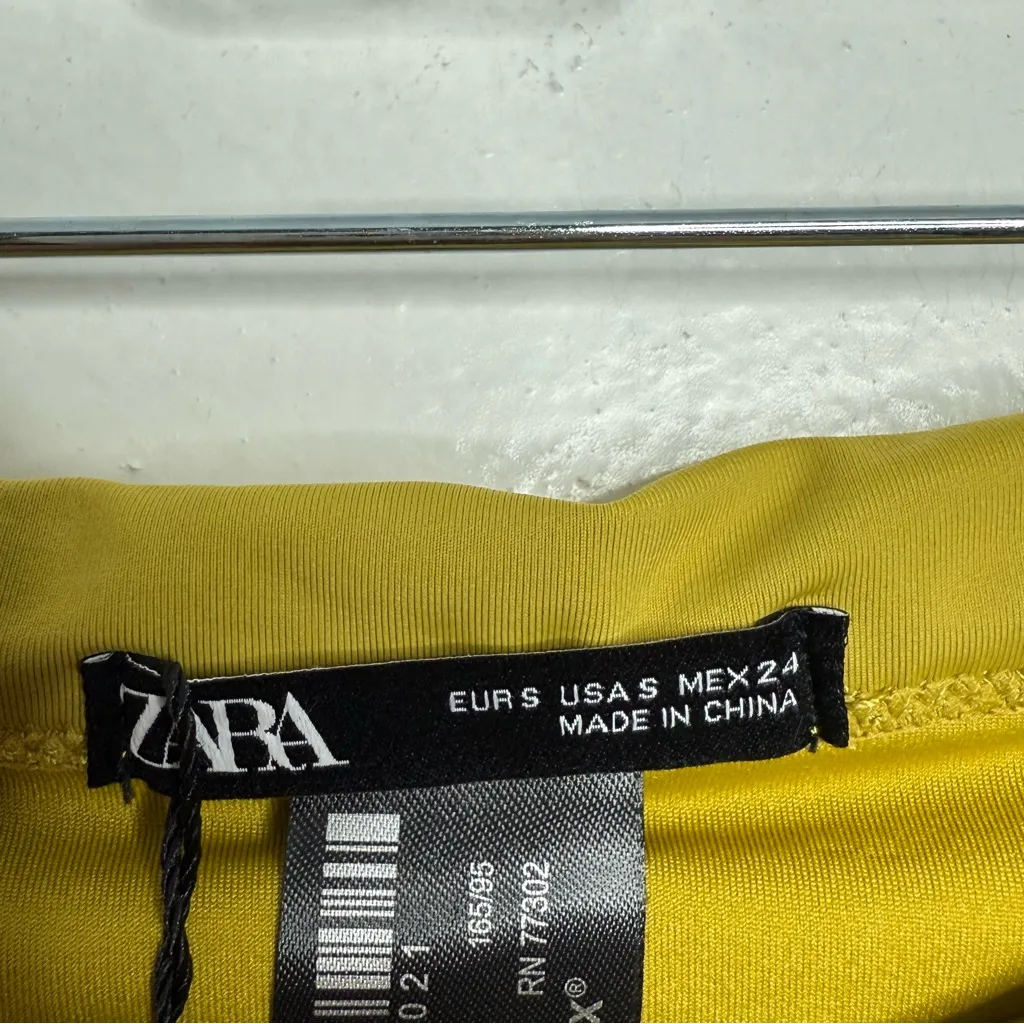 ZARA
EUR S USA S MEX 24
MADE IN CHINA
021
165/95
RN 77302
X®